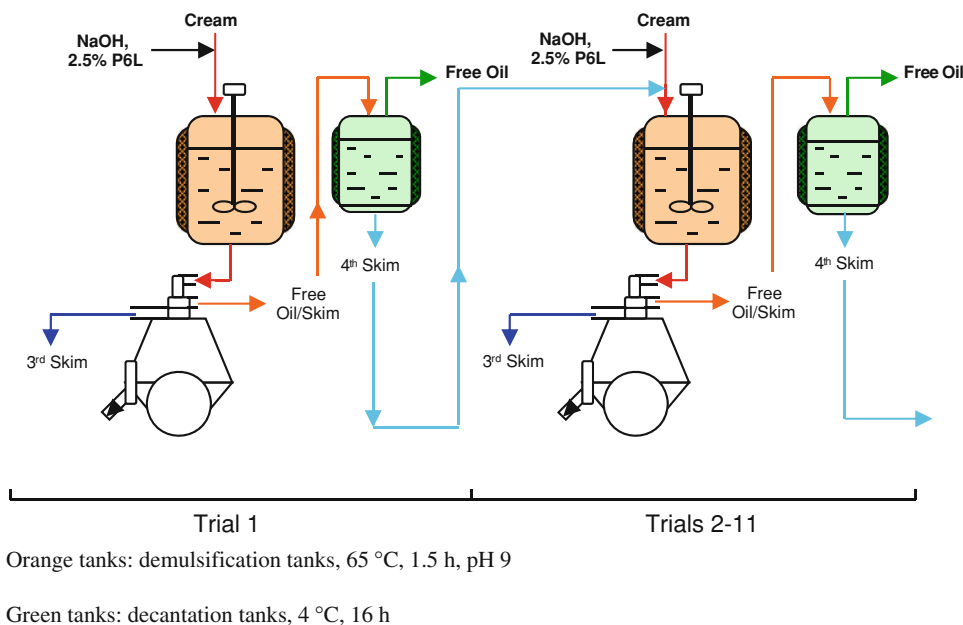 Cream
NaOH,
2.5% P6L
Free Oil
4th Skim
Free
Oil/Skim
3rd Skim
Cream
NaOH,
2.5% P6L
Free Oil
4th Skim
Free
Oil/Skim
3rd Skim
Trial 1
Trials 2-11
Orange tanks: demulsification tanks, 65 °C, 1.5 h, pH 9
Green tanks: decantation tanks, 4 °C, 16 h